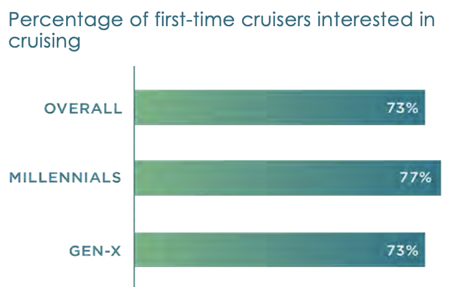 Percentage of first-time cruisers interested in
cruising
OVERALL 73%
MILLENNIALS 77%
GEN-X 73%